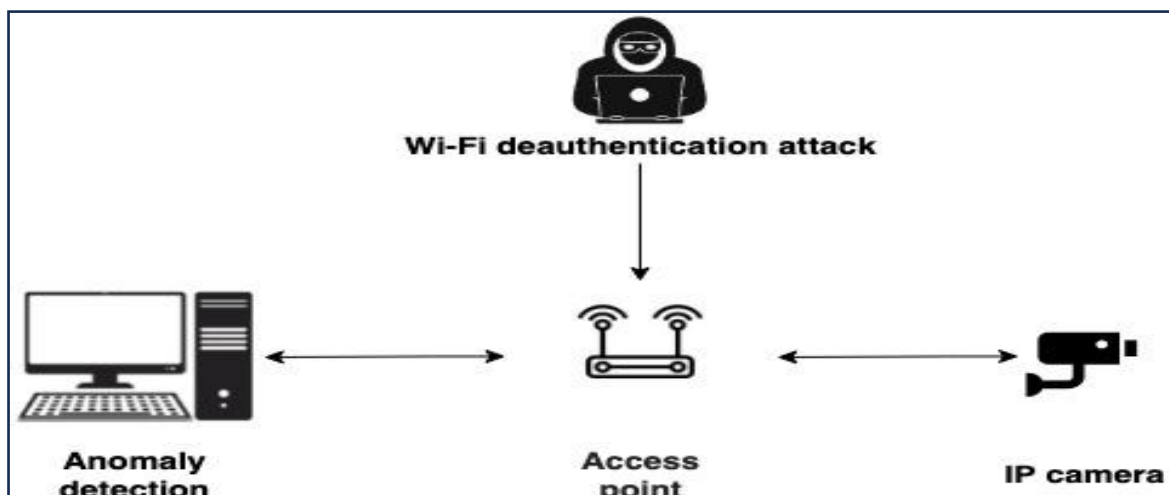 Wi-Fi deauthentication attack
Anomaly
detection
Access
point
IP camera